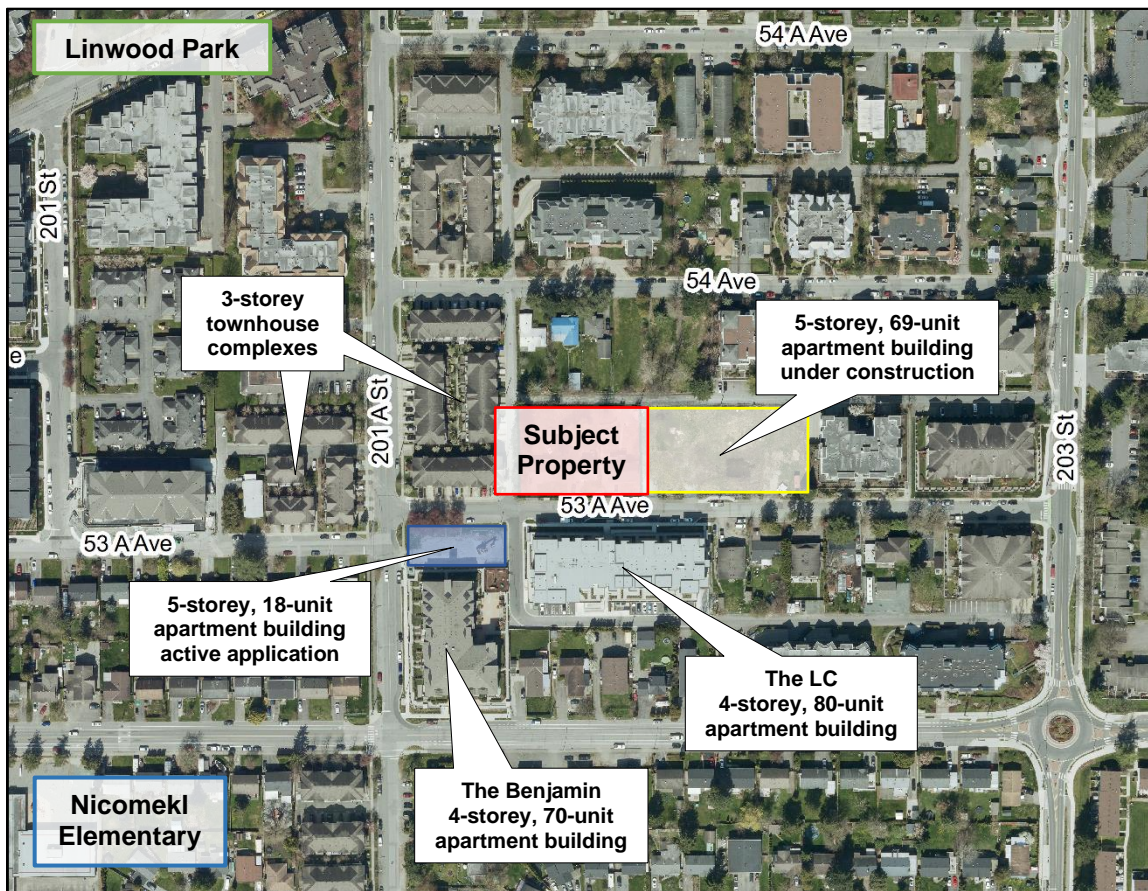 Linwood Park
54 A Ave
201 St
54 Ave
3-storey
townhouse
complexes
5-storey, 69-unit
apartment building
under construction
e
201 A St
Subject
Property
203 St
53 A Ave
53 A Ave
5-storey, 18-unit
apartment building
active application
The LC
4-storey, 80-unit
apartment building
The Benjamin
4-storey, 70-unit
apartment building
Nicomekl
Elementary